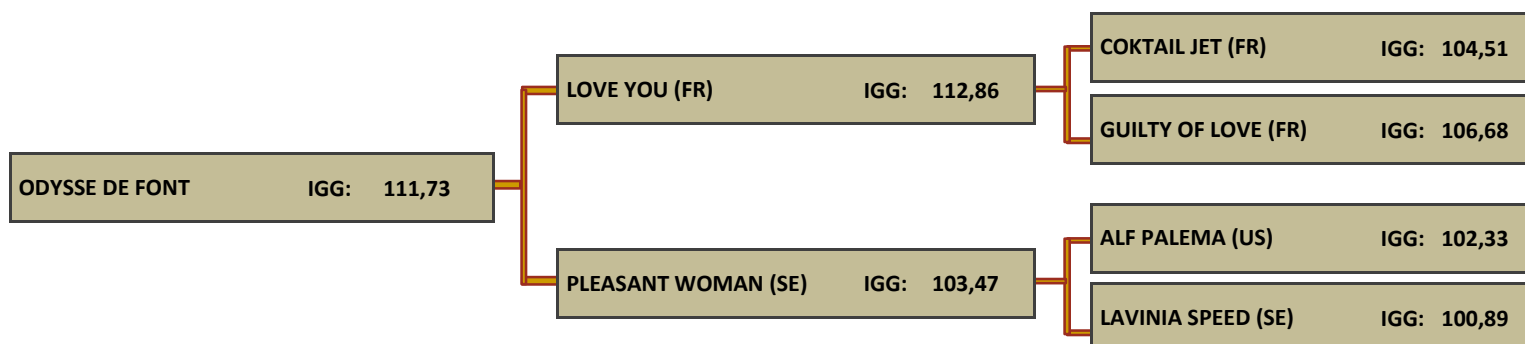 COKTAIL JET (FR) IGG: 104,51
LOVE YOU (FR) IGG: 112,86
GUILTY OF LOVE (FR) IGG: 106,68
ODYSSE DE FONT IGG: 111,73
ALF PALEMA (US) IGG: 102,33
PLEASANT WOMAN (SE) IGG: 103,47
LAVINIA SPEED (SE) IGG: 100,89